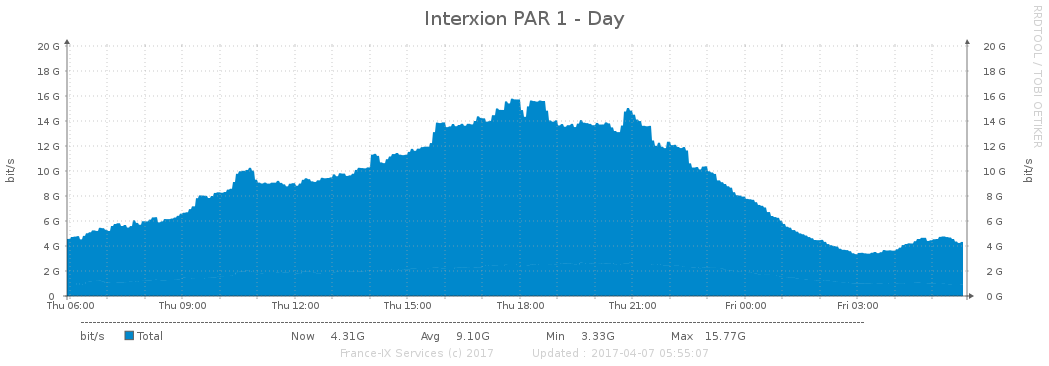 Interxion PAR 1 - Day
RRDTOOL / TOBI OETIKER
20 G 20 G
18 G 18 G
16 G 16 G
14 G 14 G
12 G 12 G
10 G 10 G
8 G 8 G
6 G 6 G
4 G 4 G
2 G 2 G
0 0 G
bit/s
bit/s
Thu 06:00 Thu 09:00 Thu 12:00 Thu 15:00 Thu 18:00 Thu 21:00 Fri 00:00 Fri 03:00
bit/s Total Now 4.31G Avg 9.10G Min 3.33G Max 15.77G
France-IX Services (c) 2017 Updated : 2017-04-07 05:55:07